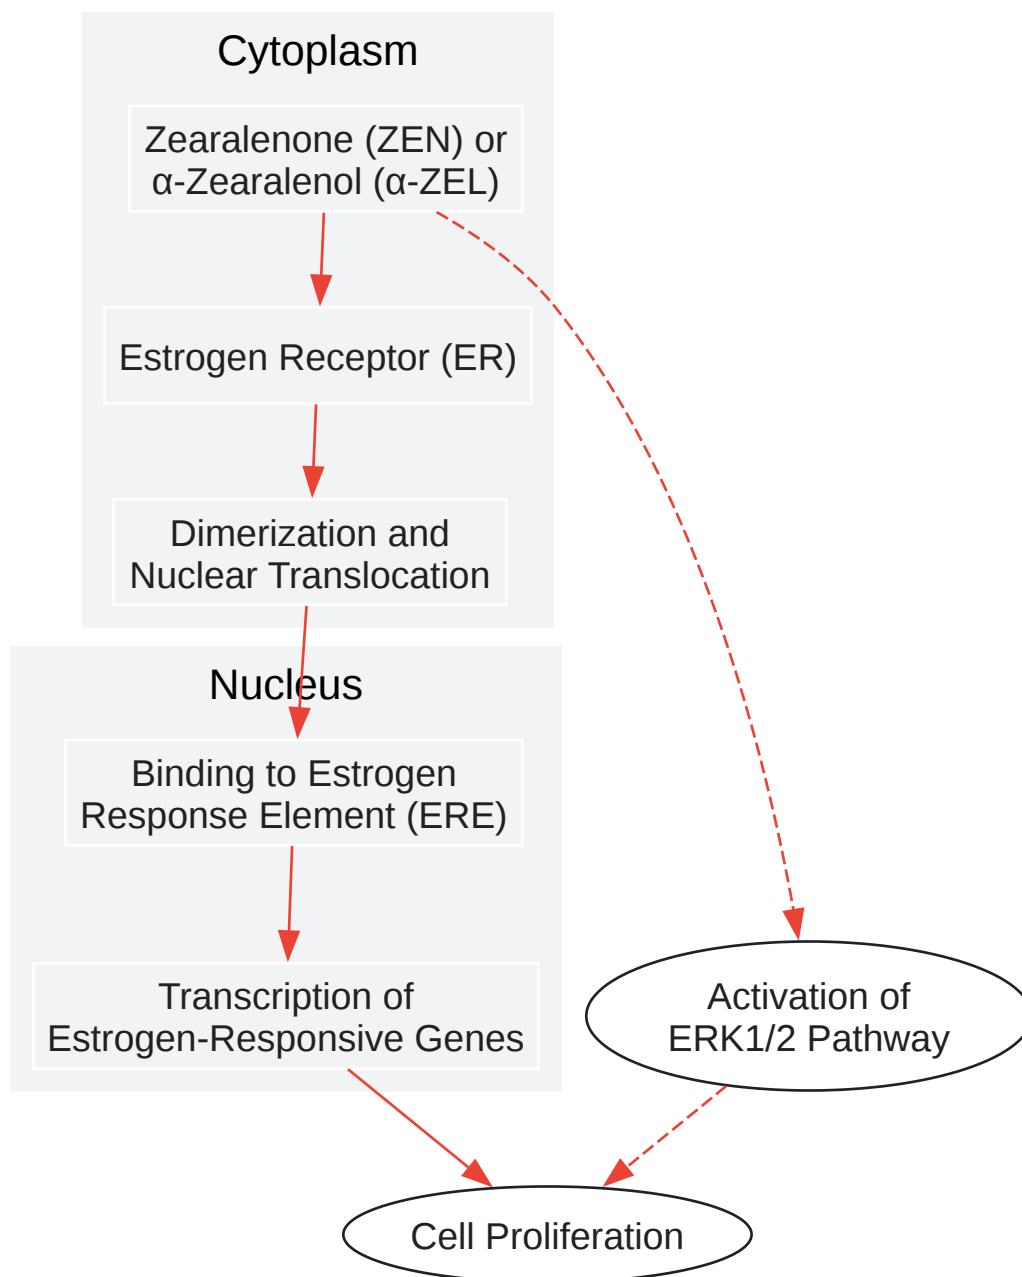 Cytoplasm
Zearalenone (ZEN) or
α-Zearalenol (α-ZEL)
Estrogen Receptor (ER)
Dimerization and
Nuclear Translocation
Nucleus
Binding to Estrogen
Response Element (ERE)
Transcription of
Estrogen-Responsive Genes
Activation of
ERK1/2 Pathway
Cell Proliferation